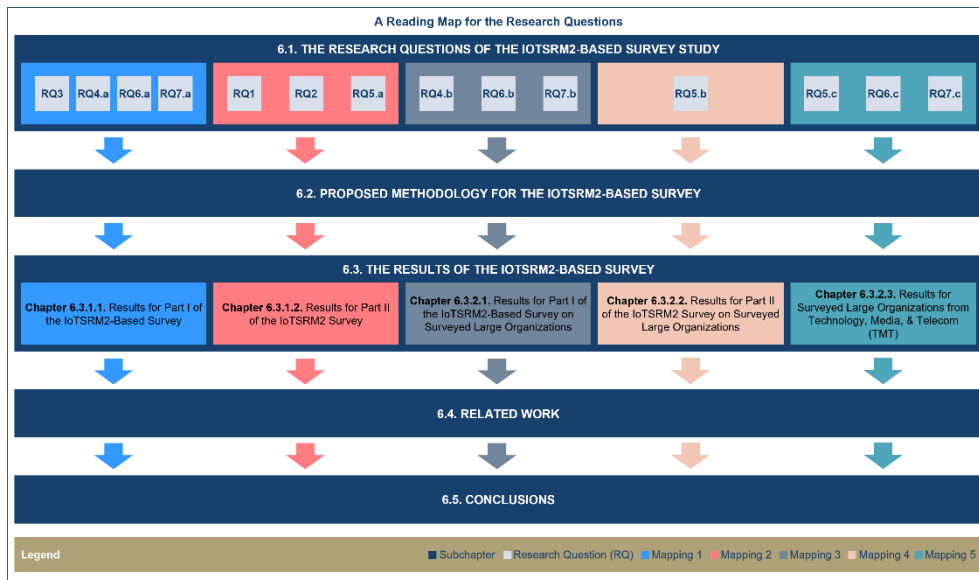 A Reading Map for the Research Questions
6.1. THE RESEARCH QUESTIONS OF THE IOTSRM2-BASED SURVEY STUDY
RQ3 RQ4.a RQ6.a RQ7.a RQ1 RQ2 RQ5.a RQ4.b RQ6.b RQ7.b RQ5.b RQ5.c RQ6.c RQ7.c
6.2. PROPOSED METHODOLOGY FOR THE IOTSRM2-BASED SURVEY
6.3. THE RESULTS OF THE IOTSRM2-BASED SURVEY
Chapter 6.3.1.1. Results for Part I of
the IoTSRM2-Based Survey
Chapter 6.3.1.2. Results for Part II
of the IoTSRM2 Survey
Chapter 6.3.2.1. Results for Part I of
the IoTSRM2-Based Survey on
Surveyed Large Organizations
Chapter 6.3.2.2. Results for Part II
of the IoTSRM2 Survey on Surveyed
Large Organizations
Chapter 6.3.2.3. Results for
Surveyed Large Organizations from
Technology, Media, & Telecom
(TMT)
6.4. RELATED WORK
6.5. CONCLUSIONS
Legend
Subchapter Research Question (RQ) Mapping 1 Mapping 2 Mapping 3 Mapping 4 Mapping 5